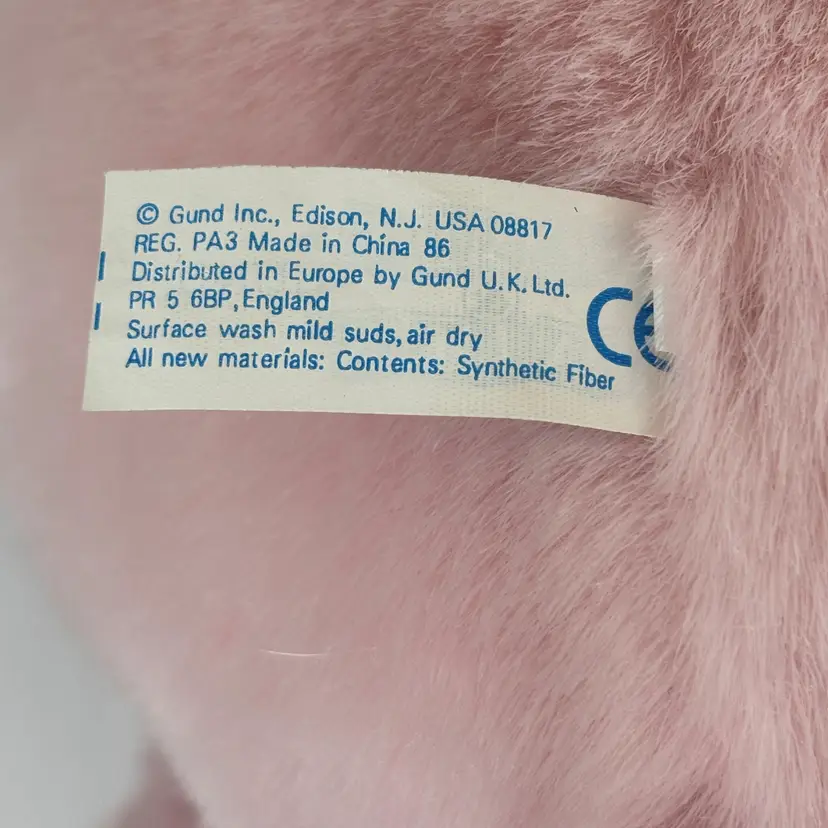 © Gund Inc., Edison, N.J. USA 08817
REG. PA3 Made in China 86
Distributed in Europe by Gund U.K. Ltd.
PR 5 6BP, England
Surface wash mild suds, air dry
All new materials: Contents: Synthetic Fiber
CE